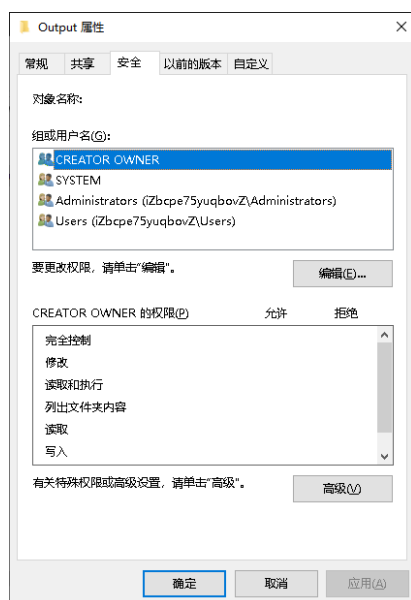 Output 属性
常规 共享 安全 以前的版本 自定义
对象名称:
组或用户名(G):
CREATOR OWNER
SYSTEM
Administrators (iZbcpe75yuqbovZ\Administrators)
Users (iZbcpe75yuqbovZ\Users)
要更改权限，请单击"编辑"。
编辑(E)...
CREATOR OWNER 的权限(P) 允许 拒绝
完全控制
修改
读取和执行
列出文件夹内容
读取
写入
有关特殊权限或高级设置，请单击"高级"。
高级(V)
确定 取消 应用(A)